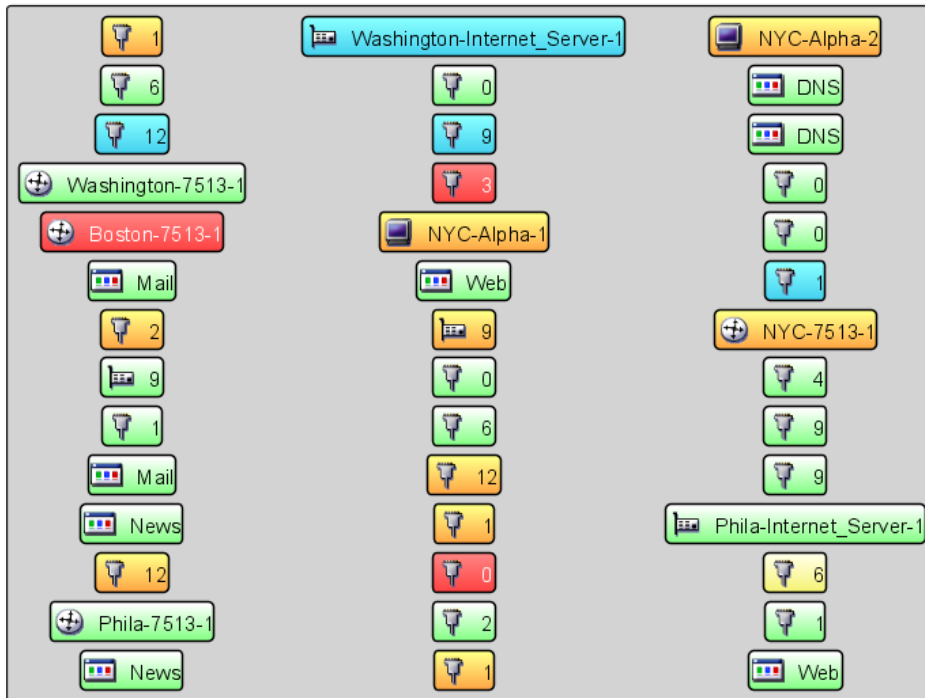 1 Washington-Internet_Server-1 NYC-Alpha-2
6 0 DNS
12 9 DNS
Washington-7513-1 3 0
Boston-7513-1 NYC-Alpha-1 0
Mail Web 1
2 9 NYC-7513-1
9 0 4
1 6 9
Mail 12 9
News 1 Phila-Internet_Server-1
12 0 6
Phila-7513-1 2 1
News 1 Web